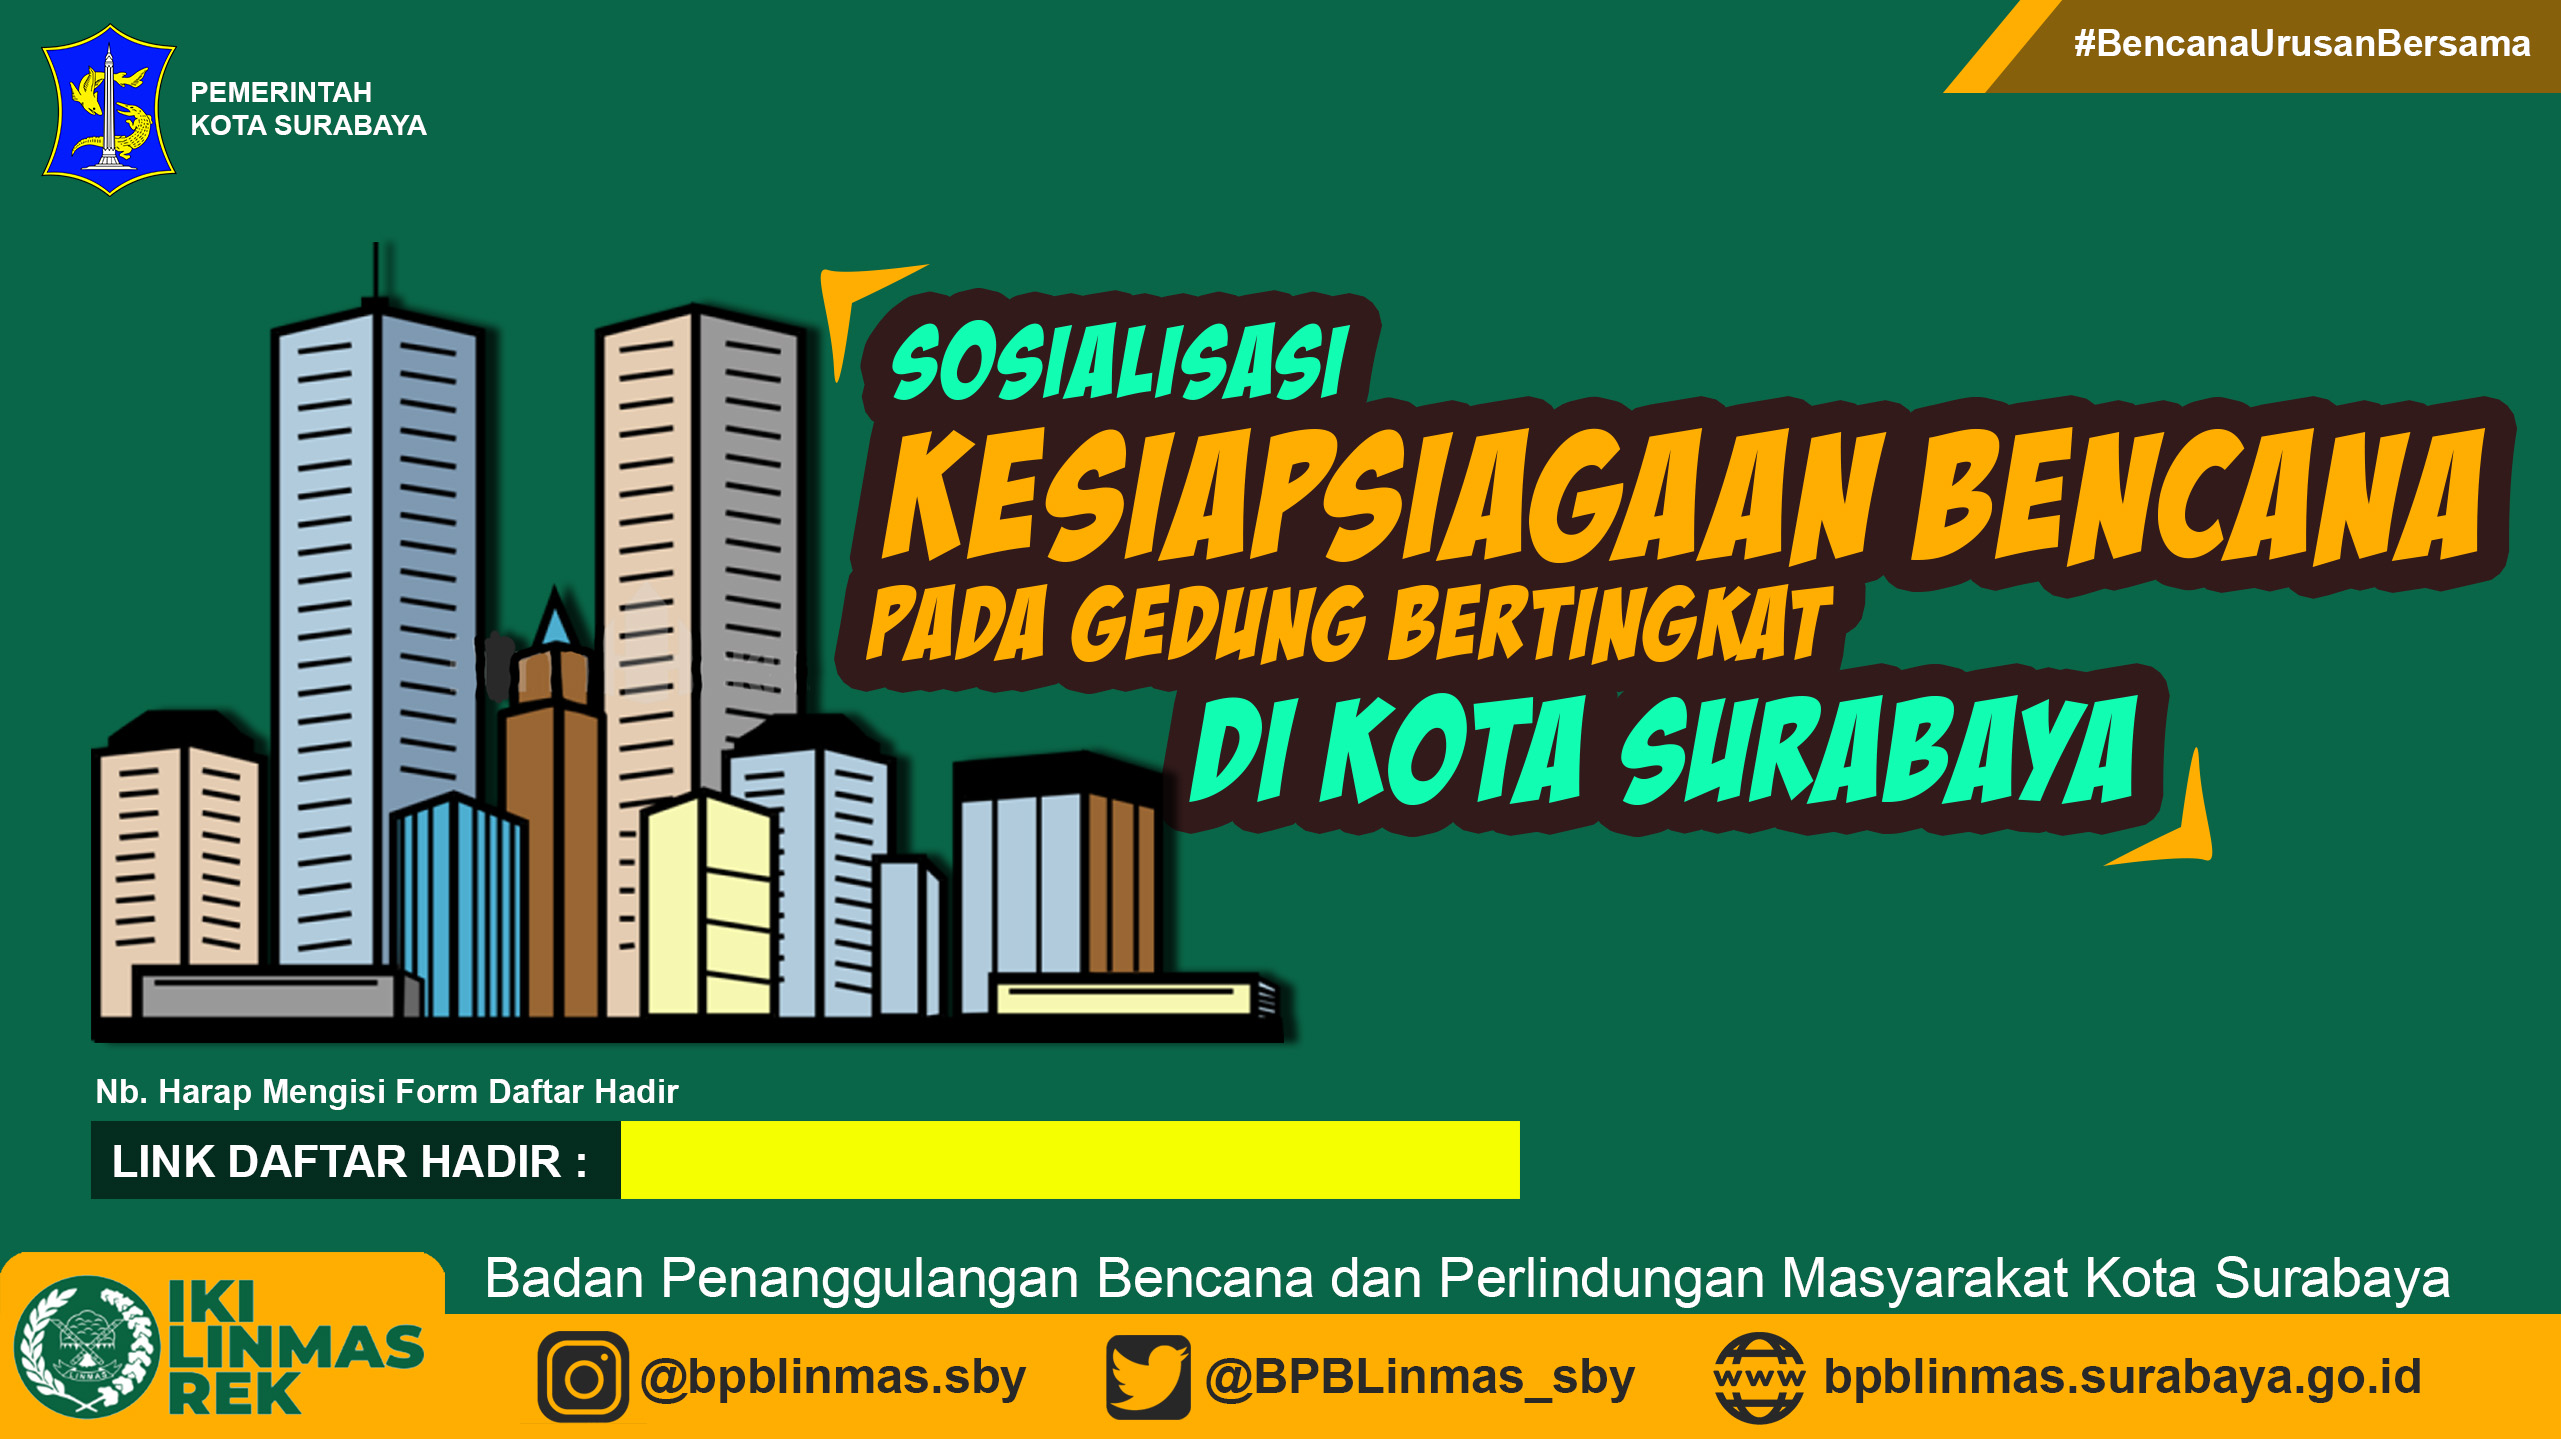 PEMERINTAH
KOTA SURABAYA
#BencanaUrusanBersama
SOSIALISASI
KESIAPSIAGAAN BENCANA
PADA GEDUNG BERTINGKAT
DI KOTA SURABAYA
Nb. Harap Mengisi Form Daftar Hadir
LINK DAFTAR HADIR :
Badan Penanggulangan Bencana dan Perlindungan Masyarakat Kota Surabaya
LINMAS
IKI
LINMAS
REK
@bpblinmas.sby
@BPBLinmas_sby
www
bpblinmas.surabaya.go.id